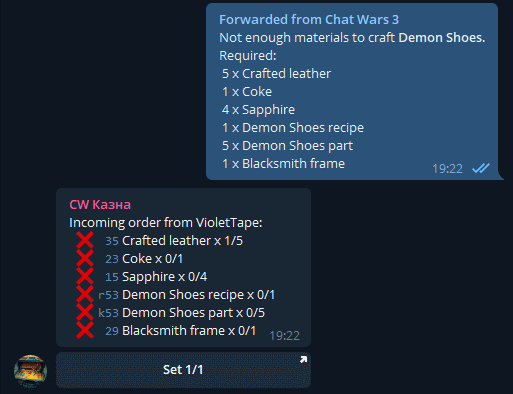 Forwarded from Chat Wars 3
Not enough materials to craft Demon Shoes.
Required:
5 x Crafted leather
1 x Coke
4 x Sapphire
1 x Demon Shoes recipe
5 x Demon Shoes part
1 x Blacksmith frame
19:22
CW Казна
Incoming order from VioletTape:
❌ 35 Crafted leather x 1/5
❌ 23 Coke x 0/1
❌ 15 Sapphire x 0/4
❌ r53 Demon Shoes recipe x 0/1
❌ k53 Demon Shoes part x 0/5
❌ 29 Blacksmith frame x 0/1
19:22
Set 1/1